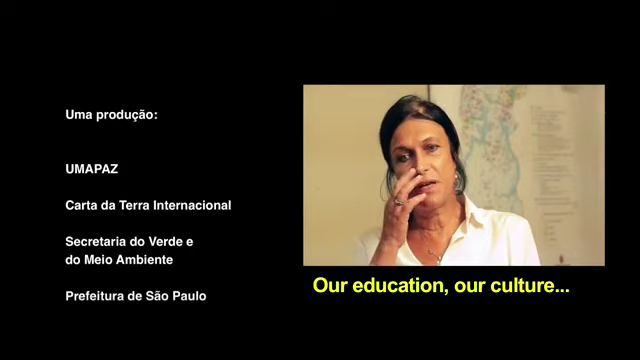 Uma produção:
UMAPAZ
Carta da Terra Internacional
Secretaria do Verde e
do Meio Ambiente
Prefeitura de São Paulo
Our education, our culture...